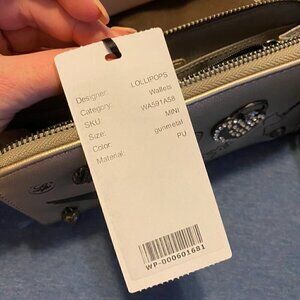 Designer: LOLLIPOPS
Category: Wallets
SKU: WA591A58
Size: MINI
Color: gunmetal
Material: PU
WP-000601681